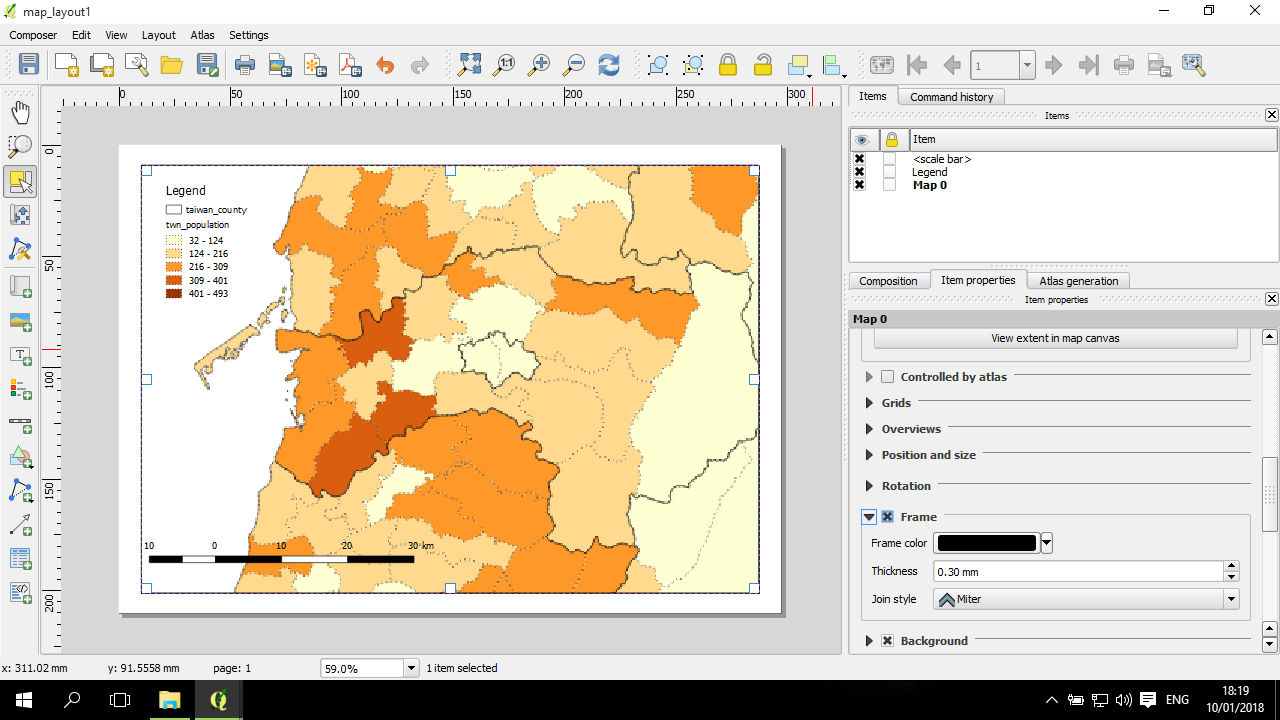 map_layout1
Composer Edit View Layout Atlas Settings
1:1
1
0 50 100 150 200 250 300
0
50
100
150
200
Legend
taiwan_county
twn_population
32 - 124
124 - 216
216 - 309
309 - 401
401 - 493
10 0 10 20 30 km
Items Command history
Items
Item
<scale bar>
Legend
Map 0
Composition Item properties Atlas generation
Item properties
Map 0
View extent in map canvas
Controlled by atlas
Grids
Overviews
Position and size
Rotation
Frame
Frame color
Thickness 0.30 mm
Join style Miter
Background
x: 311.02 mm y: 91.5558 mm page: 1 59.0% 1 item selected
ENG
18:19
10/01/2018